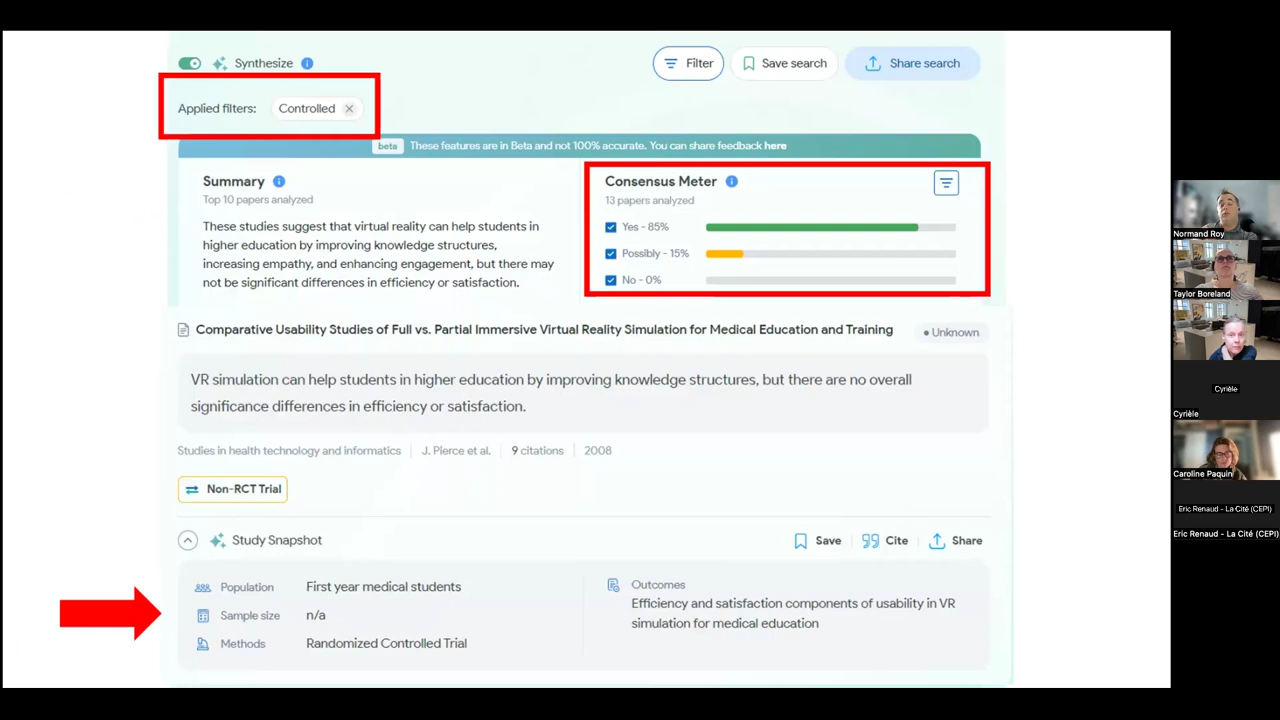 Synthesize
Filter
Save search
Share search
Applied filters: Controlled
beta These features are in Beta and not 100% accurate. You can share feedback here
Summary
Top 10 papers analyzed
These studies suggest that virtual reality can help students in
higher education by improving knowledge structures,
increasing empathy, and enhancing engagement, but there may
not be significant differences in efficiency or satisfaction.
Consensus Meter
13 papers analyzed
Yes - 85%
Possibly - 15%
No - 0%
Comparative Usability Studies of Full vs. Partial Immersive Virtual Reality Simulation for Medical Education and Training
Unknown
VR simulation can help students in higher education by improving knowledge structures, but there are no overall
significance differences in efficiency or satisfaction.
Studies in health technology and informatics J. Pierce et al. 9 citations 2008
Non-RCT Trial
Study Snapshot
Save
Cite
Share
Population First year medical students
Sample size n/a
Methods Randomized Controlled Trial
Outcomes
Efficiency and satisfaction components of usability in VR
simulation for medical education
Normand Roy
Taylor Boreland
Cyrièle
Cyrièle
Caroline Paquin
Eric Renaud - La Cité (CEPI)
Eric Renaud - La Cité (CEPI)